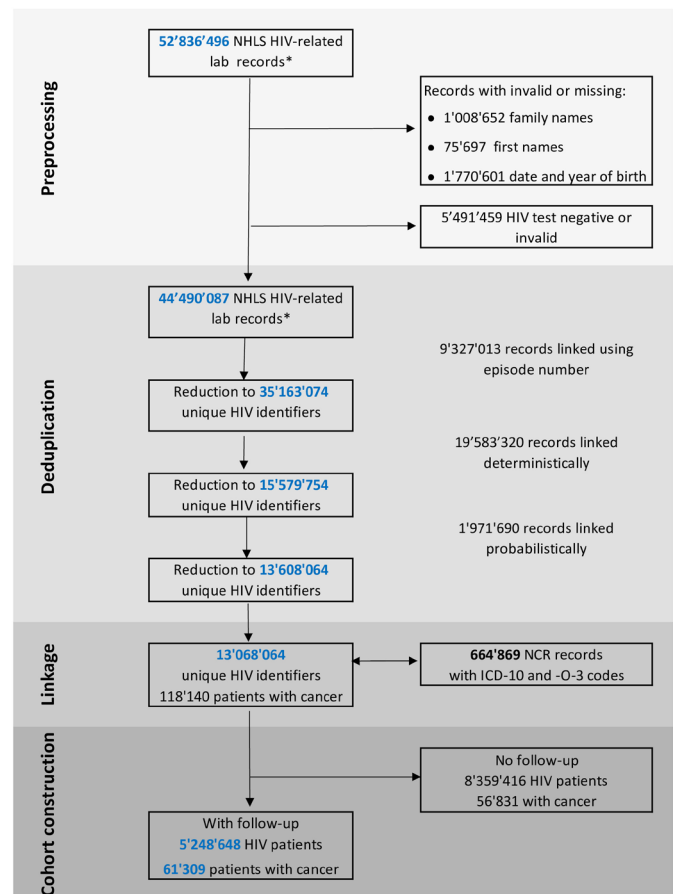 Preprocessing
52’836’496 NHLS HIV-related
lab records*
Records with invalid or missing:
● 1'008'652 family names
● 75'697 first names
● 1'770'601 date and year of birth
5’491’459 HIV test negative or
invalid
Deduplication
44’490’087 NHLS HIV-related
lab records*
9'327'013 records linked using
episode number
Reduction to 35'163'074
unique HIV identifiers
19’583’320 records linked
deterministically
Reduction to 15'579'754
unique HIV identifiers
1'971'690 records linked
probabilistically
Reduction to 13'608'064
unique HIV identifiers
Linkage
13'068'064
unique HIV identifiers
118'140 patients with cancer
664'869 NCR records
with ICD-10 and -O-3 codes
Cohort construction
No follow-up
8'359'416 HIV patients
56'831 with cancer
With follow-up
5'248'648 HIV patients
61'309 patients with cancer